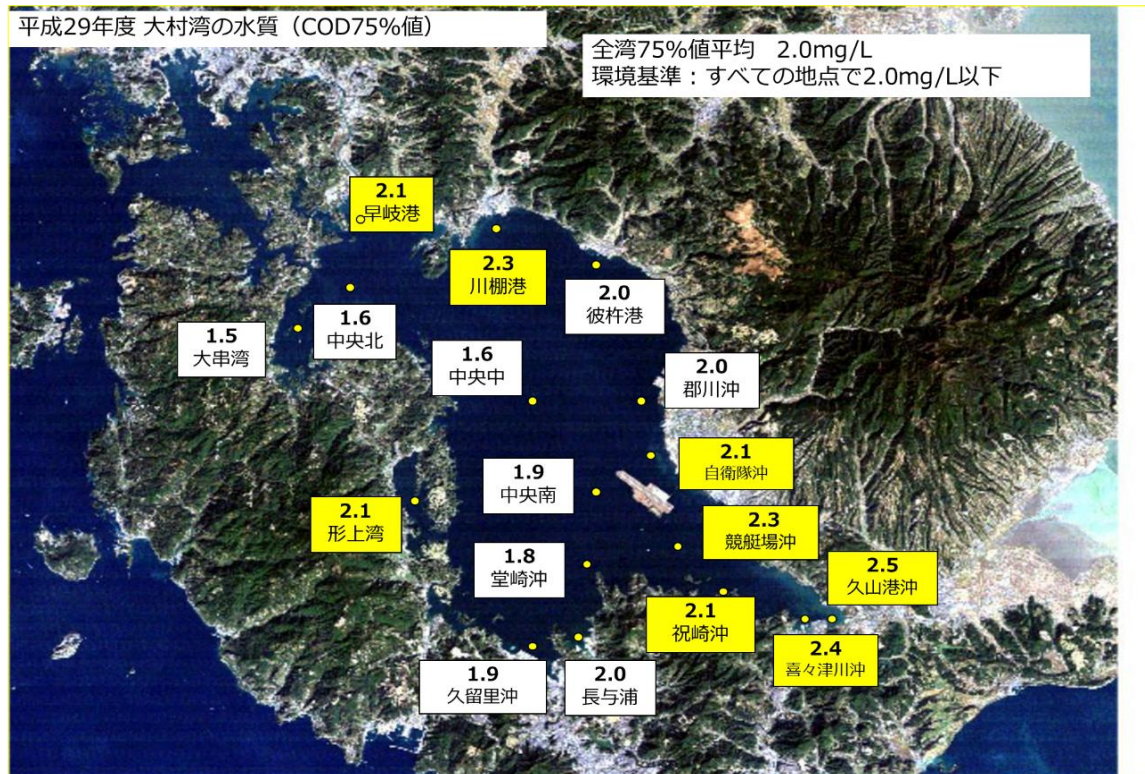 平成29年度 大村湾の水質（COD75%値）
全湾75%値平均　2.0mg/L
環境基準：すべての地点で2.0mg/L以下
2.1
早岐港
2.3
川棚港
2.0
彼杵港
1.5
大串湾
1.6
中央北
1.6
中央中
2.0
郡川沖
2.1
自衛隊沖
1.9
中央南
2.1
形上湾
2.3
競艇場沖
1.8
堂崎沖
2.5
久山港沖
2.1
祝崎沖
2.4
喜々津川沖
1.9
久留里沖
2.0
長与浦